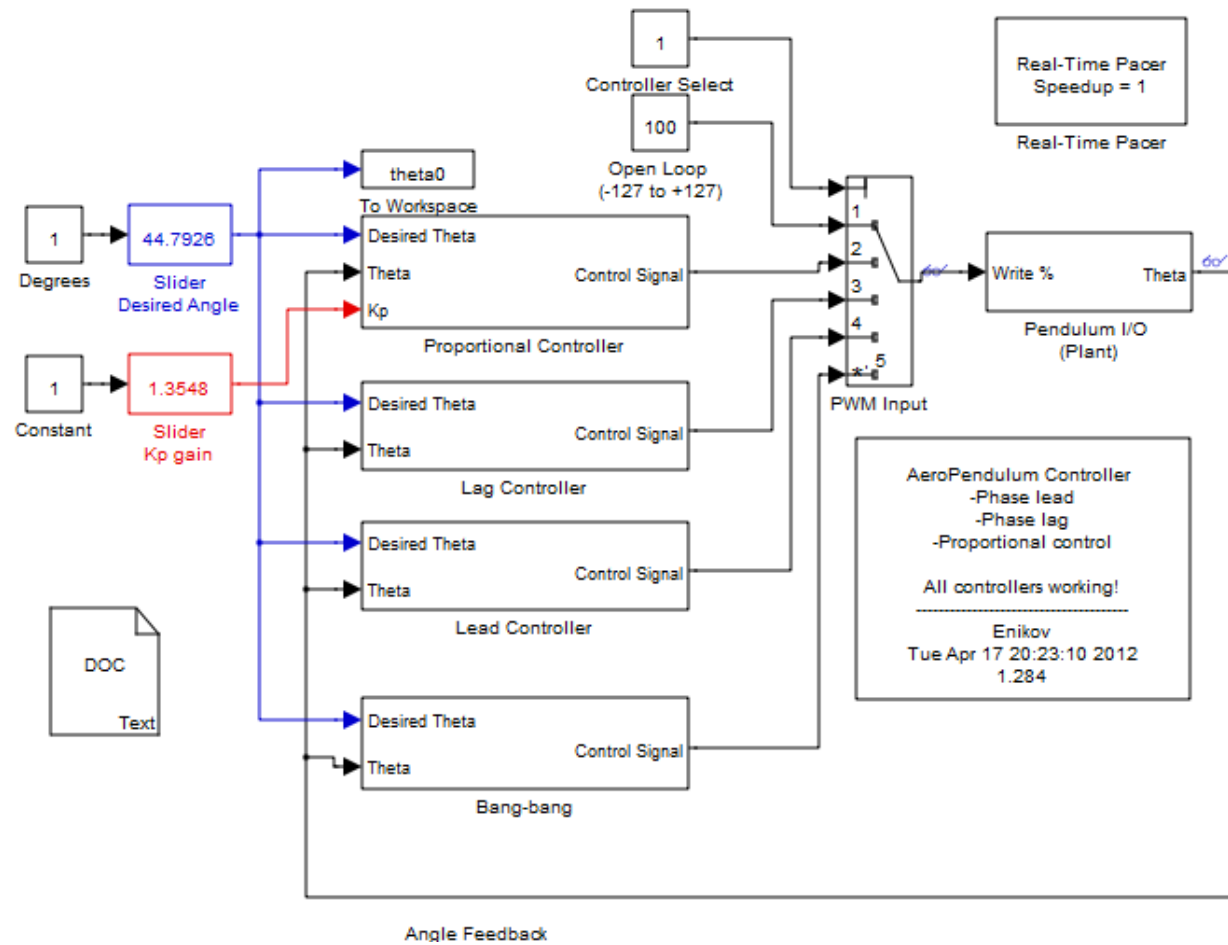 1
Controller Select
100
Open Loop
(-127 to +127)
Real-Time Pacer
Speedup = 1
Real-Time Pacer
theta0
To Workspace
1
Degrees
44.7926
Slider
Desired Angle
Desired Theta
Theta
Kp
Control Signal
Proportional Controller
1
Constant
1.3548
Slider
Kp gain
Desired Theta
Theta
Control Signal
Lag Controller
Desired Theta
Theta
Control Signal
Lead Controller
Desired Theta
Theta
Control Signal
Bang-bang
1
2
3
4
*' 5
PWM Input
Write %
Theta
Pendulum I/O
(Plant)
AeroPendulum Controller
-Phase lead
-Phase lag
-Proportional control
All controllers working!
--------------------------------------
Enikov
Tue Apr 17 20:23:10 2012
1.284
DOC
Text
Angle Feedback